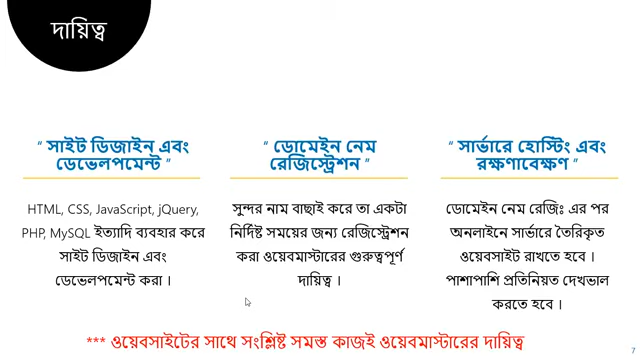 দায়িত্ব
“ সাইট ডিজাইন এবং
ডেভেলপমেন্ট ”
HTML, CSS, JavaScript, jQuery,
PHP, MySQL ইত্যাদি ব্যবহার করে
সাইট ডিজাইন এবং
ডেভেলপমেন্ট করা ।
“ ডোমেইন নেম
রেজিস্ট্রেশন ”
সুন্দর নাম বাছাই করে তা একটা
নির্দিষ্ট সময়ের জন্য রেজিস্ট্রেশন
করা ওয়েবমাস্টারের গুরুত্বপূর্ণ
দায়িত্ব ।
“ সার্ভারে হোস্টিং এবং
রক্ষণাবেক্ষণ ”
ডোমেইন নেম রেজিঃ এর পর
অনলাইনে সার্ভারে তৈরিকৃত
ওয়েবসাইট রাখতে হবে ।
পাশাপাশি প্রতিনিয়ত দেখভাল
করতে হবে ।
*** ওয়েবসাইটের সাথে সংশ্লিষ্ট সমস্ত কাজই ওয়েবমাস্টারের দায়িত্ব
7